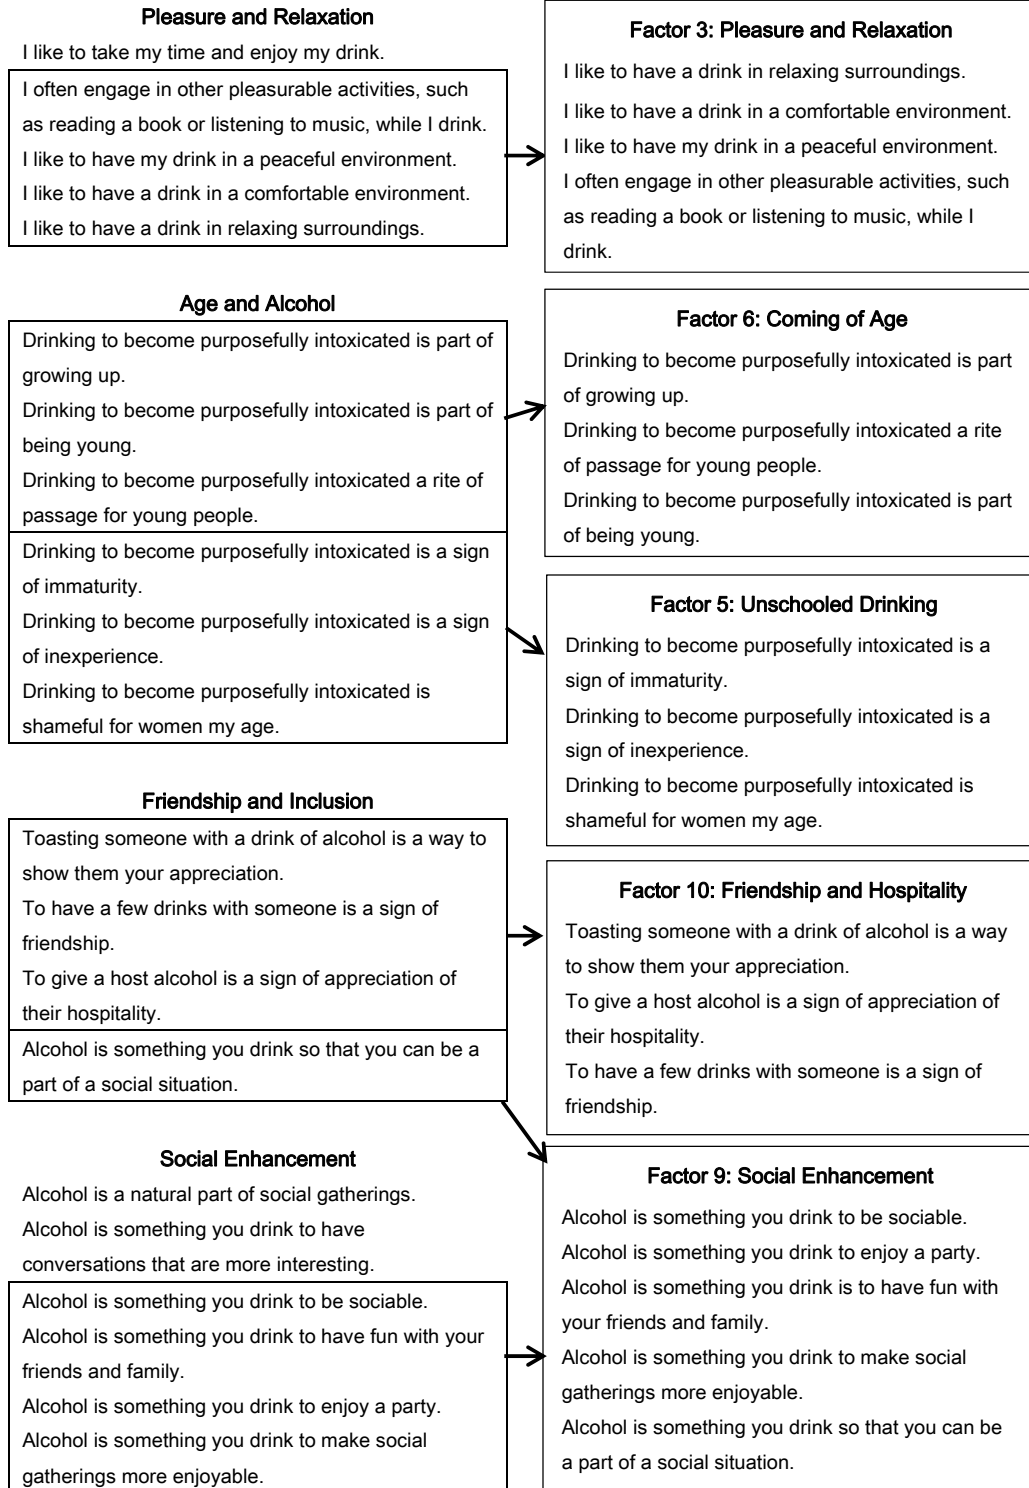 Pleasure and Relaxation
I like to take my time and enjoy my drink.
I often engage in other pleasurable activities, such
as reading a book or listening to music, while I drink.
I like to have my drink in a peaceful environment.
I like to have a drink in a comfortable environment.
I like to have a drink in relaxing surroundings.
Factor 3: Pleasure and Relaxation
I like to have a drink in relaxing surroundings.
I like to have a drink in a comfortable environment.
I like to have my drink in a peaceful environment.
I often engage in other pleasurable activities, such
as reading a book or listening to music, while I
drink.
Age and Alcohol
Drinking to become purposefully intoxicated is part of
growing up.
Drinking to become purposefully intoxicated is part of
being young.
Drinking to become purposefully intoxicated a rite of
passage for young people.
Drinking to become purposefully intoxicated is a sign
of immaturity.
Drinking to become purposefully intoxicated is a sign
of inexperience.
Drinking to become purposefully intoxicated is
shameful for women my age.
Factor 6: Coming of Age
Drinking to become purposefully intoxicated is part
of growing up.
Drinking to become purposefully intoxicated a rite
of passage for young people.
Drinking to become purposefully intoxicated is part
of being young.
Factor 5: Unschooled Drinking
Drinking to become purposefully intoxicated is a
sign of immaturity.
Drinking to become purposefully intoxicated is a
sign of inexperience.
Drinking to become purposefully intoxicated is
shameful for women my age.
Friendship and Inclusion
Toasting someone with a drink of alcohol is a way to
show them your appreciation.
To have a few drinks with someone is a sign of
friendship.
To give a host alcohol is a sign of appreciation of
their hospitality.
Alcohol is something you drink so that you can be a
part of a social situation.
Factor 10: Friendship and Hospitality
Toasting someone with a drink of alcohol is a way
to show them your appreciation.
To give a host alcohol is a sign of appreciation of
their hospitality.
To have a few drinks with someone is a sign of
friendship.
Social Enhancement
Alcohol is a natural part of social gatherings.
Alcohol is something you drink to have
conversations that are more interesting.
Alcohol is something you drink to be sociable.
Alcohol is something you drink to have fun with your
friends and family.
Alcohol is something you drink to enjoy a party.
Alcohol is something you drink to make social
gatherings more enjoyable.
Factor 9: Social Enhancement
Alcohol is something you drink to be sociable.
Alcohol is something you drink to enjoy a party.
Alcohol is something you drink is to have fun with
your friends and family.
Alcohol is something you drink to make social
gatherings more enjoyable.
Alcohol is something you drink so that you can be
a part of a social situation.